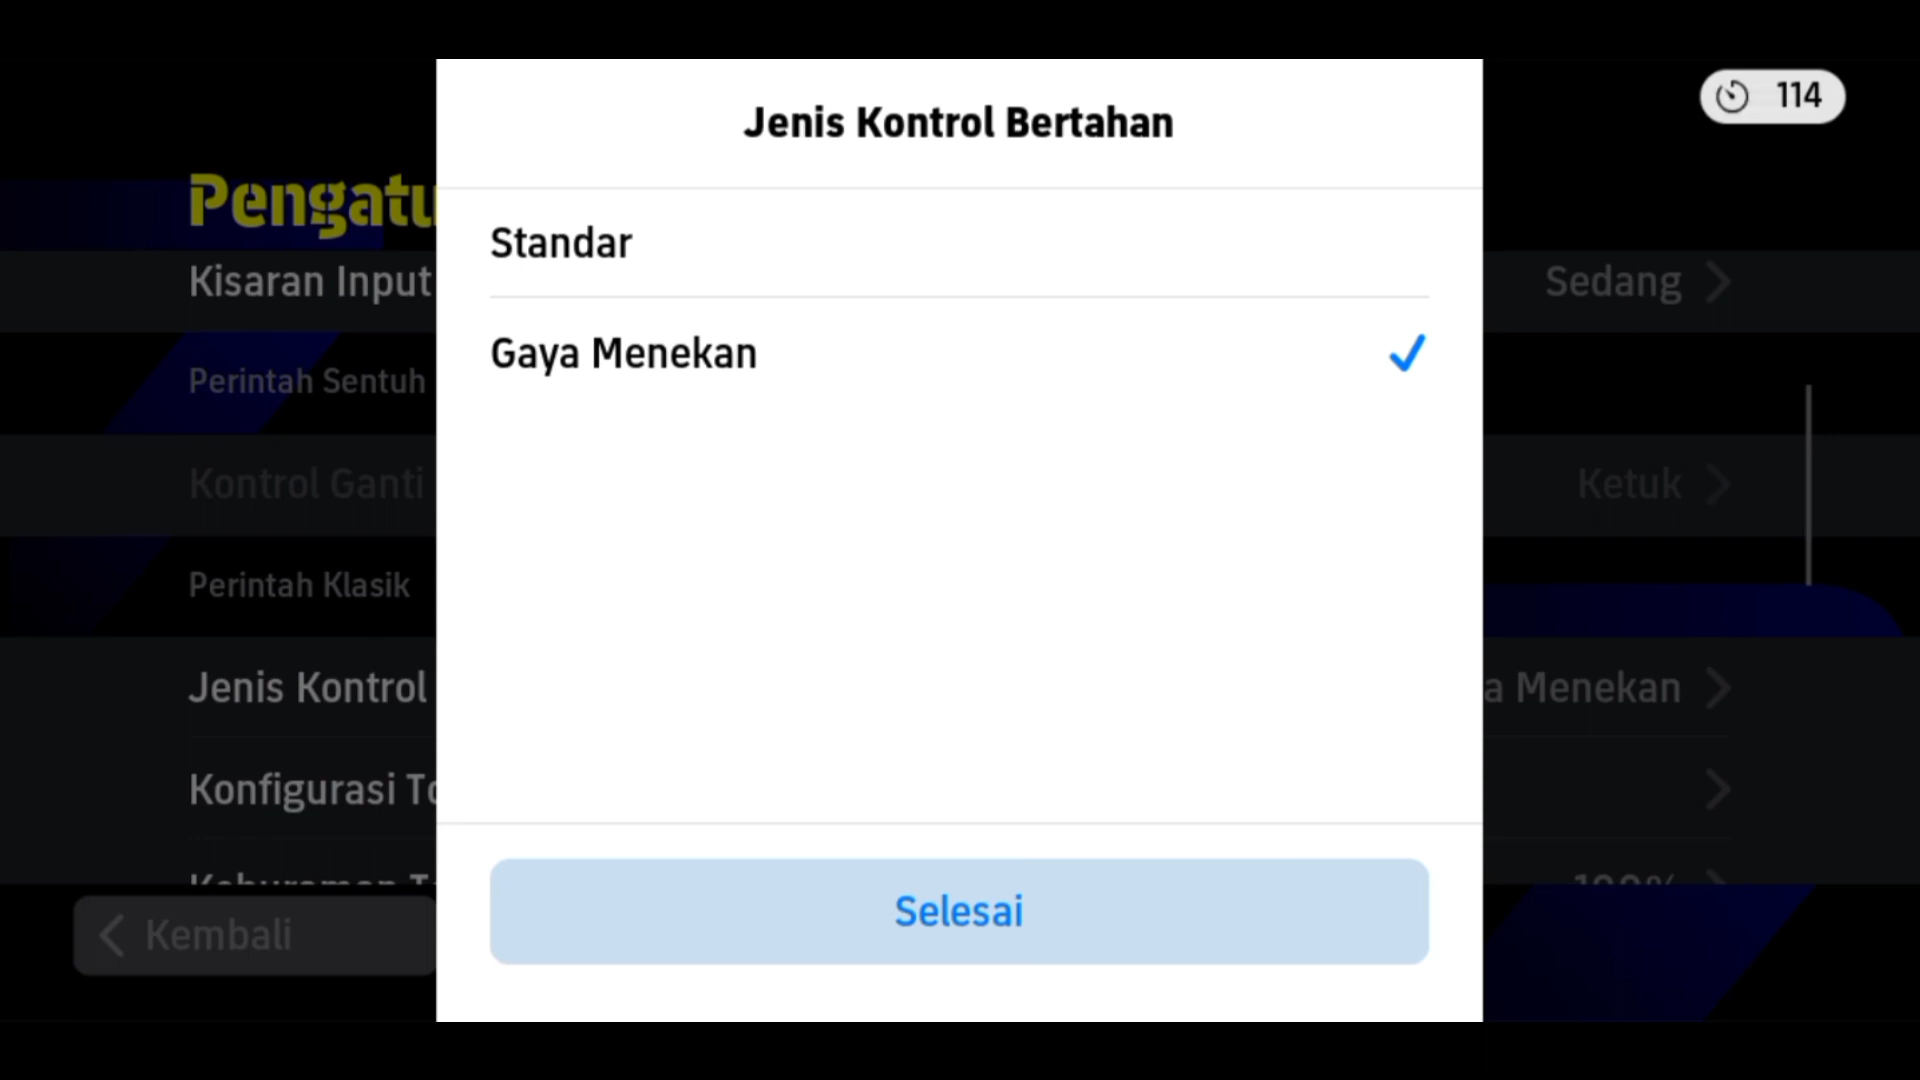 Jenis Kontrol Bertahan
114
Standar
Kisaran Input
Sedang
Gaya Menekan
Perintah Sentuh
Kontrol Ganti
Ketuk
Perintah Klasik
Jenis Kontrol
Menekan
Konfigurasi
100%
Selesai
Kembali